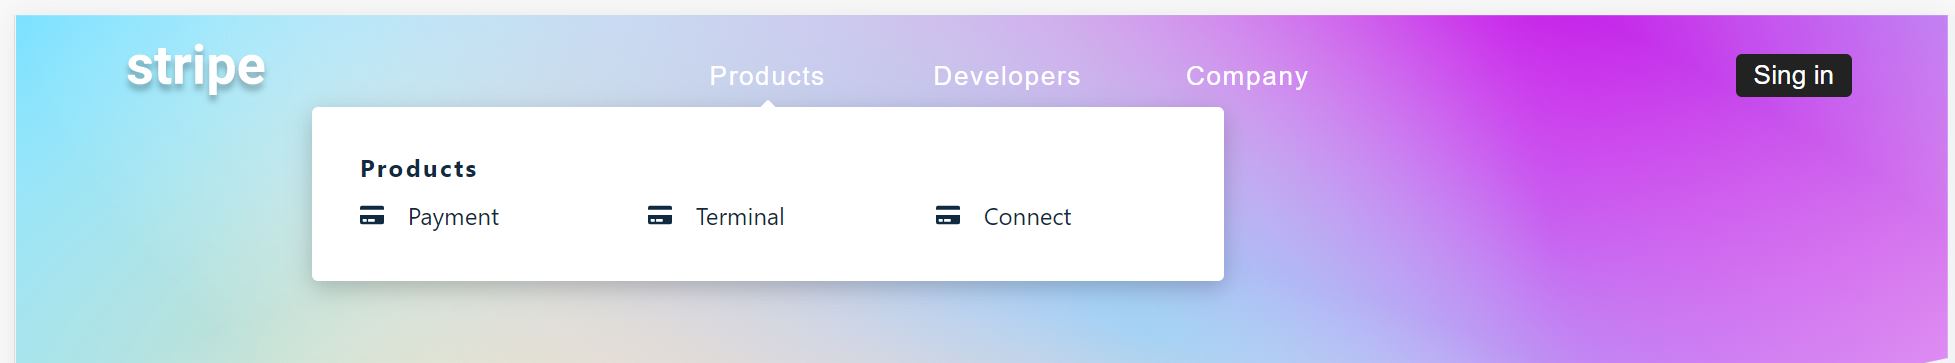 stripe
Products Developers Company
Sing in
Products
Payment Terminal Connect